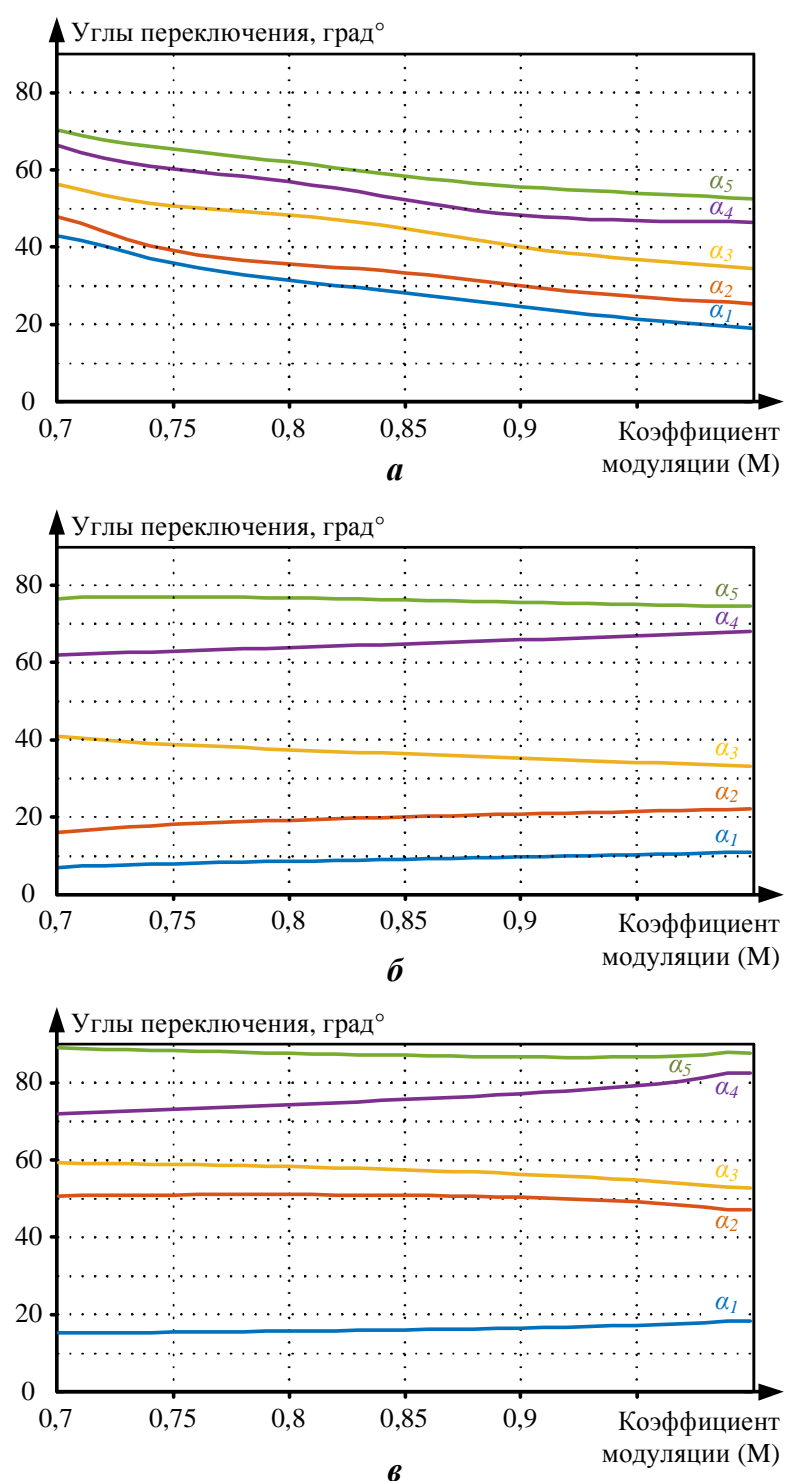 Углы переключения, град°
80
60
40
20
0
α5
α4
α3
α2
α1
0,7 0,75 0,8 0,85 0,9 Коэффициент
модуляции (М)
а
Углы переключения, град°
80
60
40
20
0
α5
α4
α3
α2
α1
0,7 0,75 0,8 0,85 0,9 Коэффициент
модуляции (М)
б
Углы переключения, град°
80
60
40
20
0
α5
α4
α3
α2
α1
0,7 0,75 0,8 0,85 0,9 Коэффициент
модуляции (М)
в